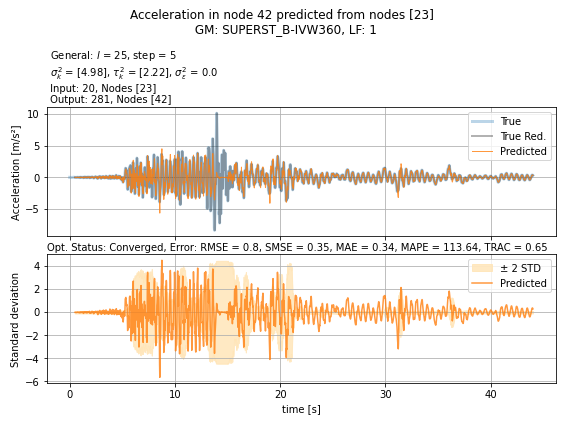 Acceleration in node 42 predicted from nodes [23]
GM: SUPERST_B-IVW360, LF: 1
General: l = 25, step = 5
σ²ₖ = [4.98], τ²ₖ = [2.22], σ²ε = 0.0
Input: 20, Nodes [23]
Output: 281, Nodes [42]
Acceleration [m/s²]
10
5
0
−5
True
True Red.
Predicted
Opt. Status: Converged, Error: RMSE = 0.8, SMSE = 0.35, MAE = 0.34, MAPE = 113.64, TRAC = 0.65
Standard deviation
4
2
0
−2
−4
−6
± 2 STD
Predicted
0 10 20 30 40
time [s]